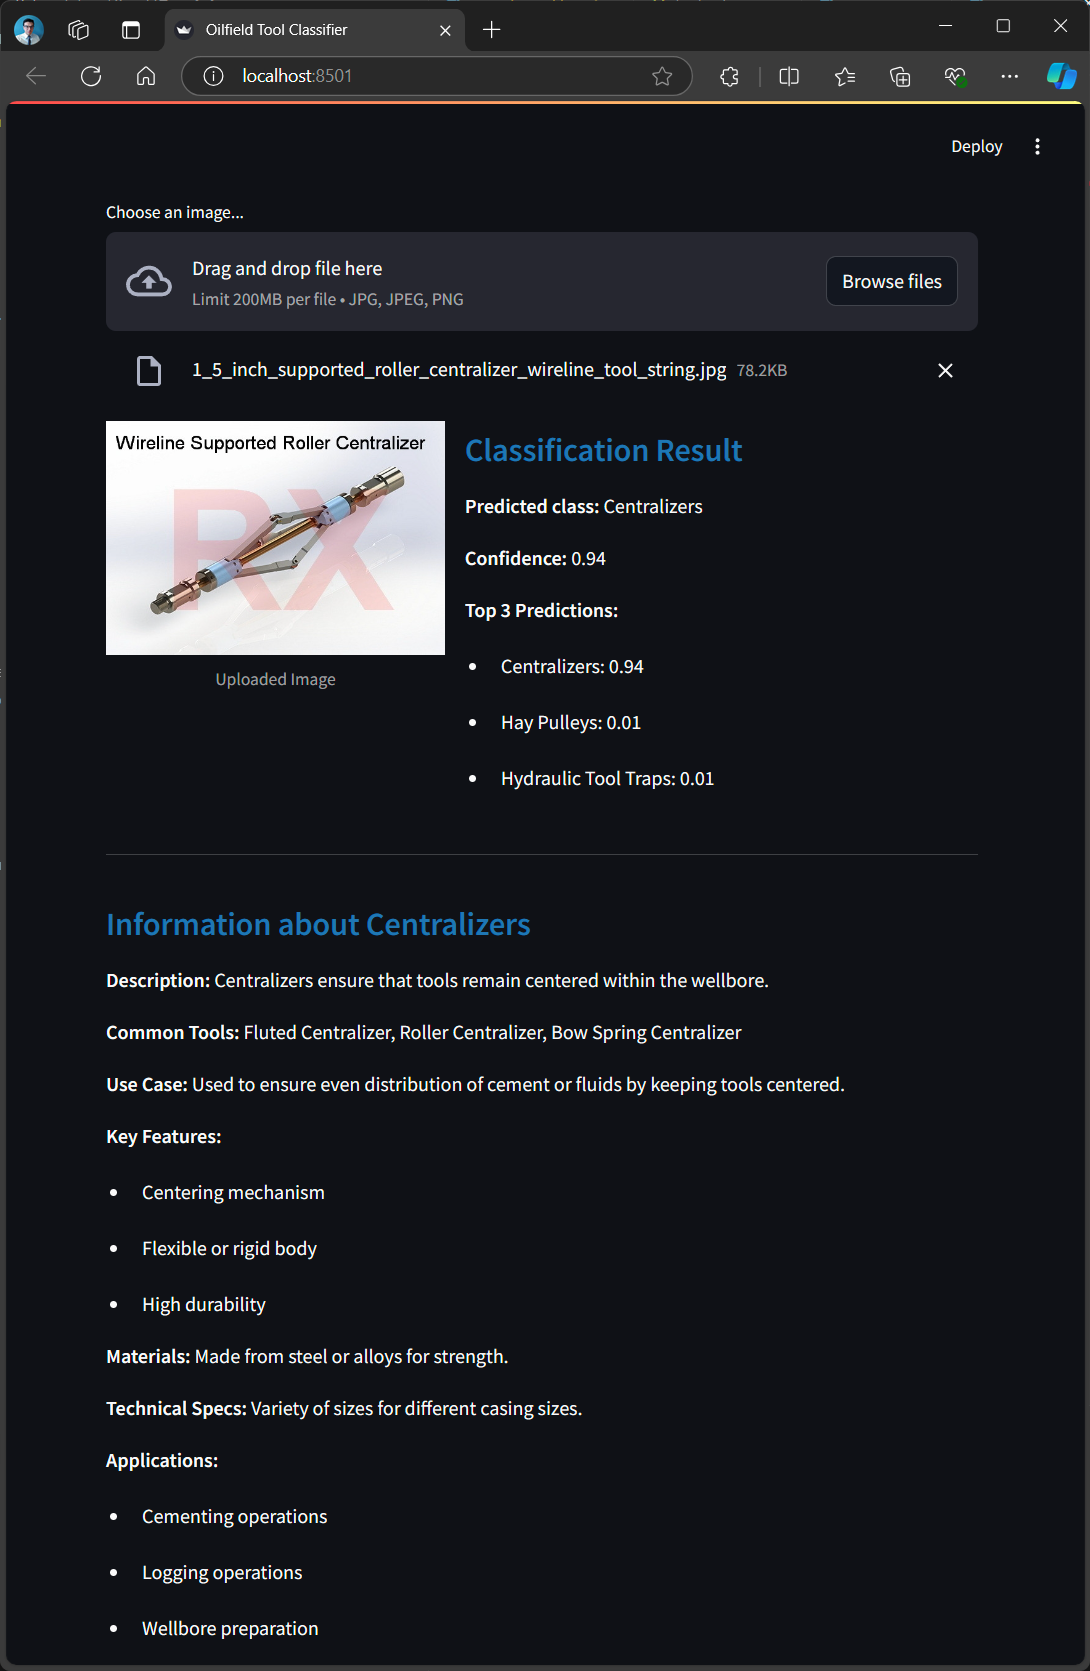 Oilfield Tool Classifier
localhost:8501
Deploy
Choose an image...
Drag and drop file here
Limit 200MB per file • JPG, JPEG, PNG
Browse files
1_5_inch_supported_roller_centralizer_wireline_tool_string.jpg 78.2KB
Wireline Supported Roller Centralizer
RX
Uploaded Image
Classification Result
Predicted class: Centralizers
Confidence: 0.94
Top 3 Predictions:
• Centralizers: 0.94
• Hay Pulleys: 0.01
• Hydraulic Tool Traps: 0.01
Information about Centralizers
Description: Centralizers ensure that tools remain centered within the wellbore.
Common Tools: Fluted Centralizer, Roller Centralizer, Bow Spring Centralizer
Use Case: Used to ensure even distribution of cement or fluids by keeping tools centered.
Key Features:
• Centering mechanism
• Flexible or rigid body
• High durability
Materials: Made from steel or alloys for strength.
Technical Specs: Variety of sizes for different casing sizes.
Applications:
• Cementing operations
• Logging operations
• Wellbore preparation